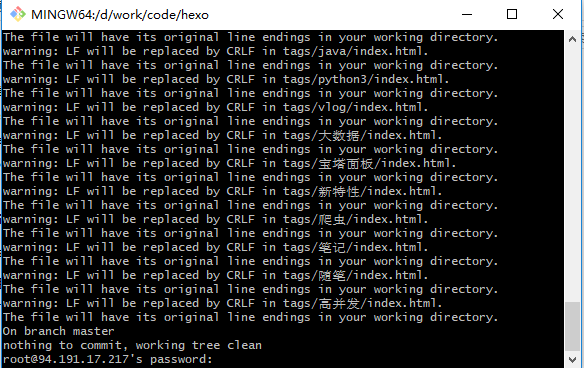 MINGW64:/d/work/code/hexo
The file will have its original line endings in your working directory.
warning: LF will be replaced by CRLF in tags/java/index.html.
The file will have its original line endings in your working directory.
warning: LF will be replaced by CRLF in tags/python3/index.html.
The file will have its original line endings in your working directory.
warning: LF will be replaced by CRLF in tags/vlog/index.html.
The file will have its original line endings in your working directory.
warning: LF will be replaced by CRLF in tags/大数据/index.html.
The file will have its original line endings in your working directory.
warning: LF will be replaced by CRLF in tags/宝塔面板/index.html.
The file will have its original line endings in your working directory.
warning: LF will be replaced by CRLF in tags/新特性/index.html.
The file will have its original line endings in your working directory.
warning: LF will be replaced by CRLF in tags/爬虫/index.html.
The file will have its original line endings in your working directory.
warning: LF will be replaced by CRLF in tags/笔记/index.html.
The file will have its original line endings in your working directory.
warning: LF will be replaced by CRLF in tags/随笔/index.html.
The file will have its original line endings in your working directory.
warning: LF will be replaced by CRLF in tags/高并发/index.html.
The file will have its original line endings in your working directory.
On branch master
nothing to commit, working tree clean
root@94.191.17.217's password: